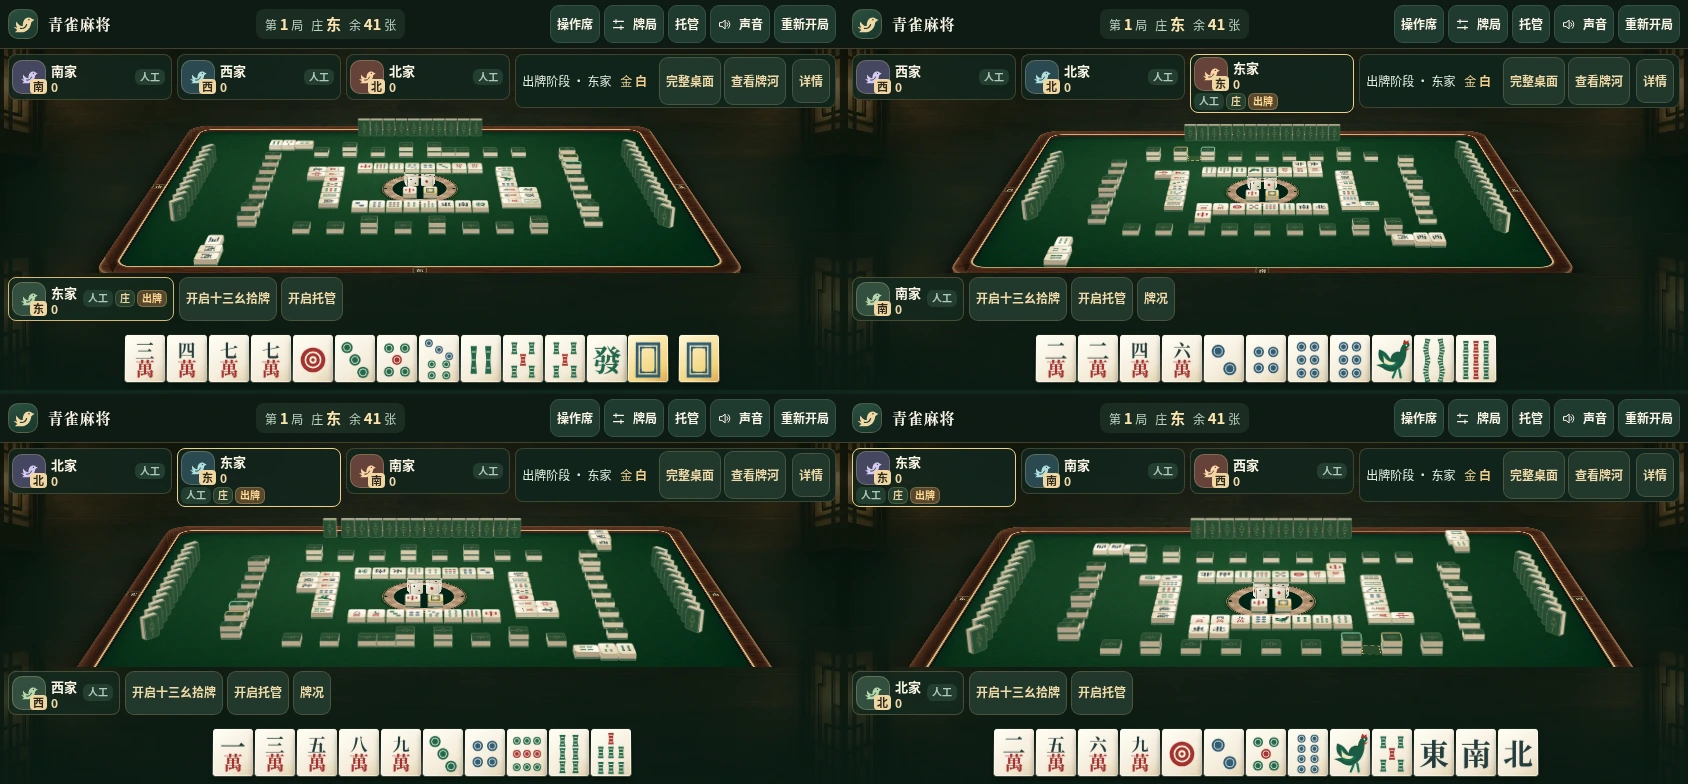 青雀麻将
第1局 庄东 余41张
操作席 牌局 托管 声音 重新开局
南家 0 南 人工
西家 0 西 人工
北家 0 北 人工
出牌阶段・东家 金 白 完整桌面 查看牌河 详情
东家 0 东 人工 庄 出牌
开启十三幺拾牌 开启托管
三萬 四萬 七萬 七萬 發
青雀麻将
第1局 庄东 余41张
操作席 牌局 托管 声音 重新开局
西家 0 西 人工
北家 0 北 人工
东家 0 东 人工 庄 出牌
出牌阶段・东家 金 白 完整桌面 查看牌河 详情
南家 0 南 人工
开启十三幺拾牌 开启托管 牌况
二萬 二萬 四萬 六萬
青雀麻将
第1局 庄东 余41张
操作席 牌局 托管 声音 重新开局
北家 0 北 人工
东家 0 东 人工 庄 出牌
南家 0 南 人工
出牌阶段・东家 金 白 完整桌面 查看牌河 详情
西家 0 西 人工
开启十三幺拾牌 开启托管 牌况
一萬 三萬 五萬 八萬 九萬
青雀麻将
第1局 庄东 余41张
操作席 牌局 托管 声音 重新开局
东家 0 东 人工 庄 出牌
南家 0 南 人工
西家 0 西 人工
出牌阶段・东家 金 白 完整桌面 查看牌河 详情
北家 0 北 人工
开启十三幺拾牌 开启托管
二萬 五萬 六萬 九萬 東 南 北